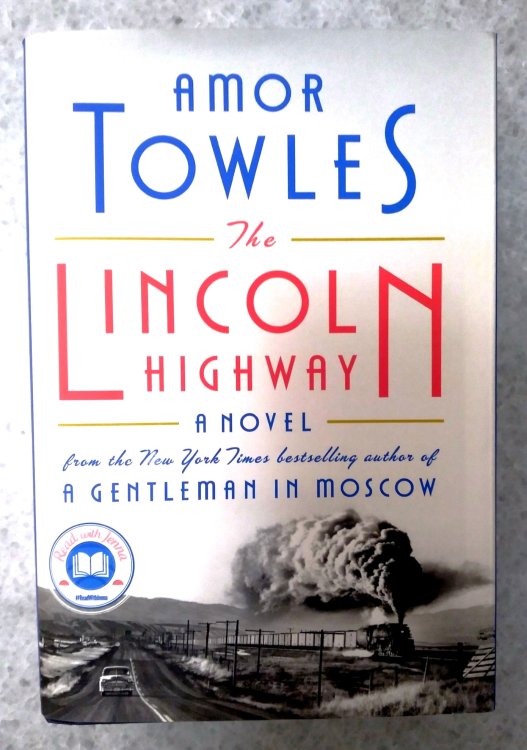 AMOR
TOWLES
The
LINCOLN
HIGHWAY
A NOVEL
from the New York Times bestselling author of
A GENTLEMAN IN MOSCOW
Read with Jenna
#ReadWithJenna